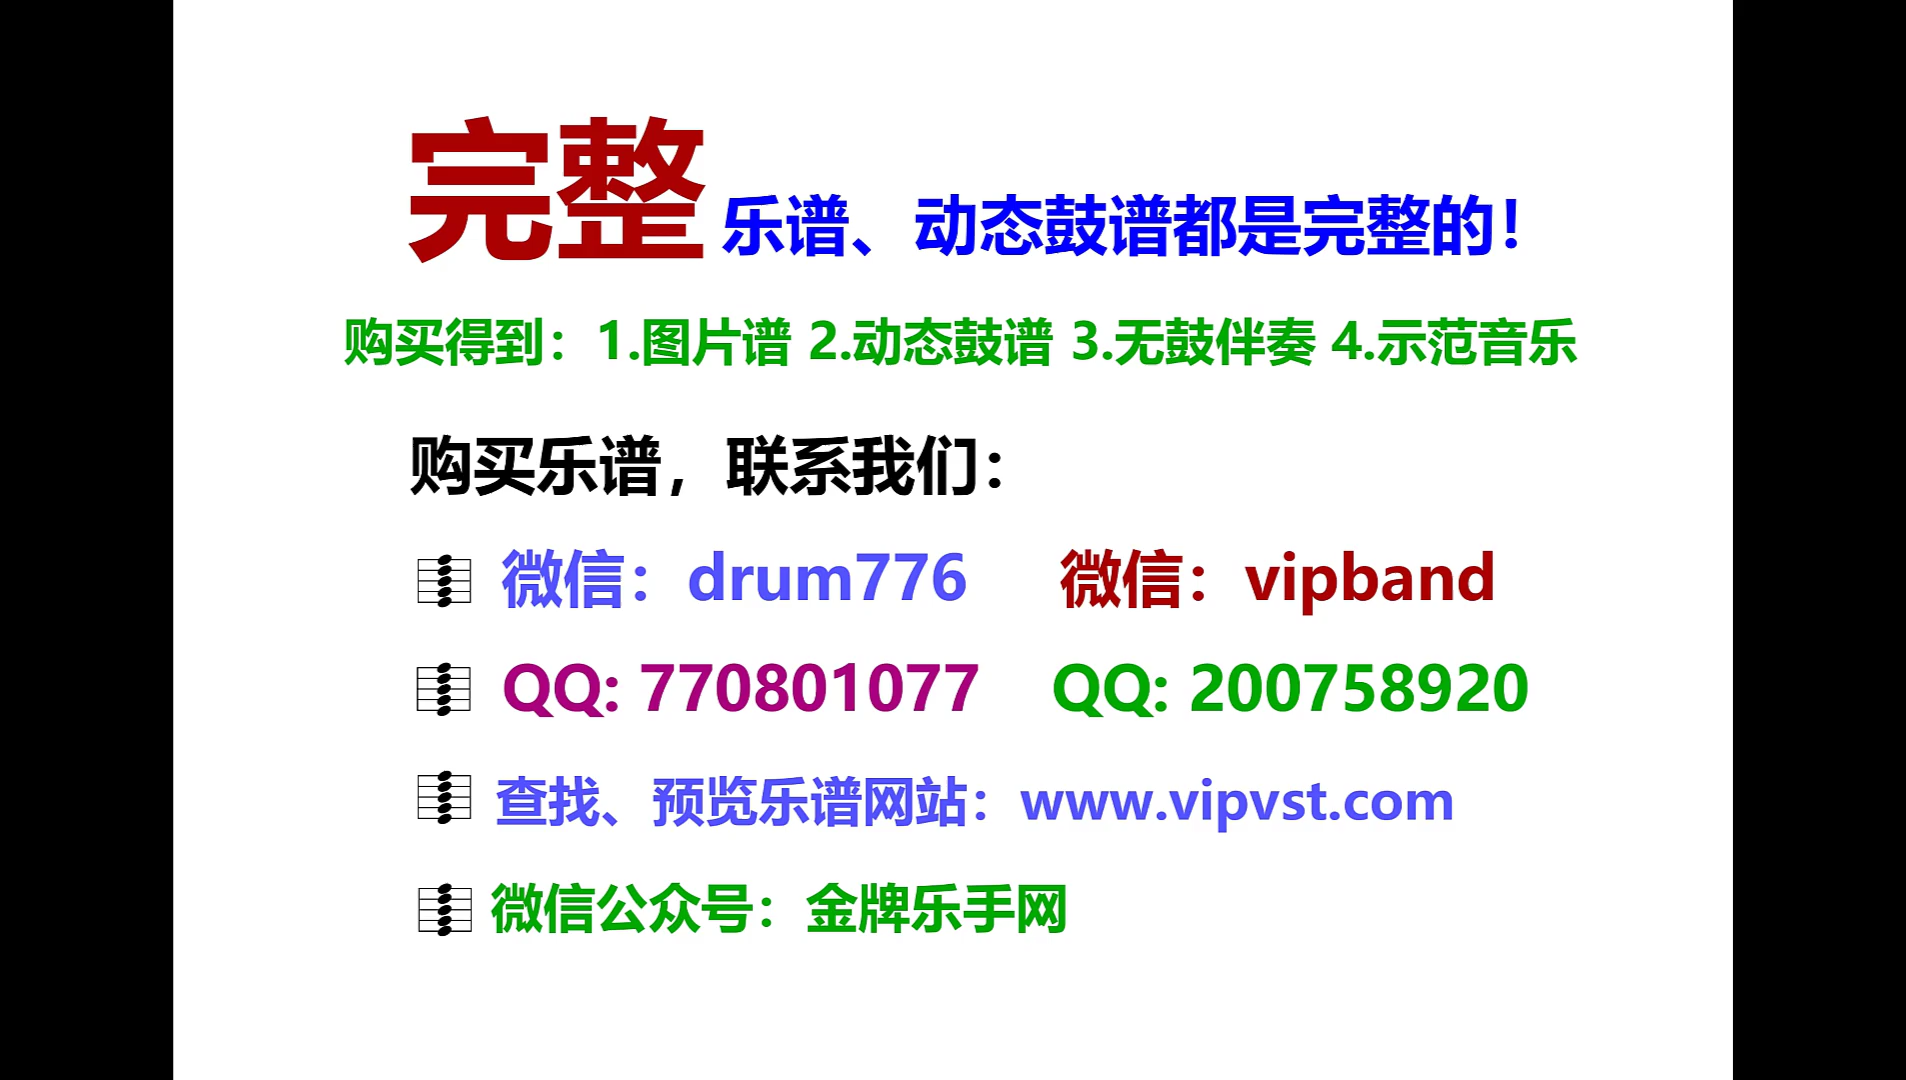 完整 乐谱、动态鼓谱都是完整的！
购买得到：1.图片谱 2.动态鼓谱 3.无鼓伴奏 4.示范音乐
购买乐谱，联系我们：
微信：drum776 微信：vipband
QQ: 770801077 QQ: 200758920
查找、预览乐谱网站：www.vipvst.com
微信公众号：金牌乐手网